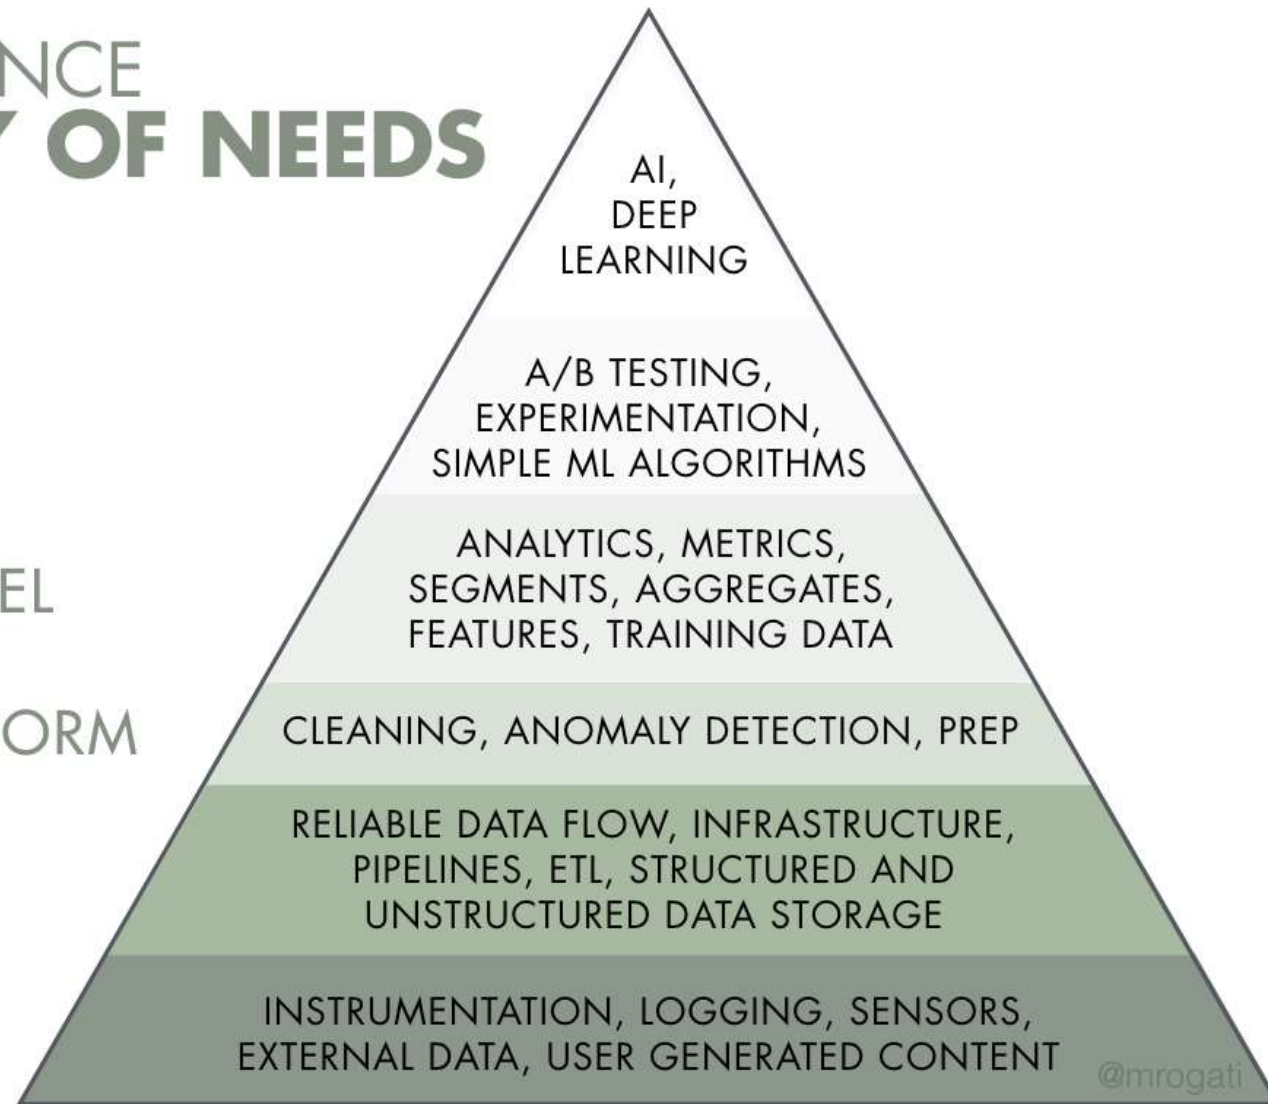 NCE
OF NEEDS
AI,
DEEP
LEARNING
A/B TESTING,
EXPERIMENTATION,
SIMPLE ML ALGORITHMS
ANALYTICS, METRICS,
SEGMENTS, AGGREGATES,
FEATURES, TRAINING DATA
EL
ORM
CLEANING, ANOMALY DETECTION, PREP
RELIABLE DATA FLOW, INFRASTRUCTURE,
PIPELINES, ETL, STRUCTURED AND
UNSTRUCTURED DATA STORAGE
INSTRUMENTATION, LOGGING, SENSORS,
EXTERNAL DATA, USER GENERATED CONTENT
@mrogati